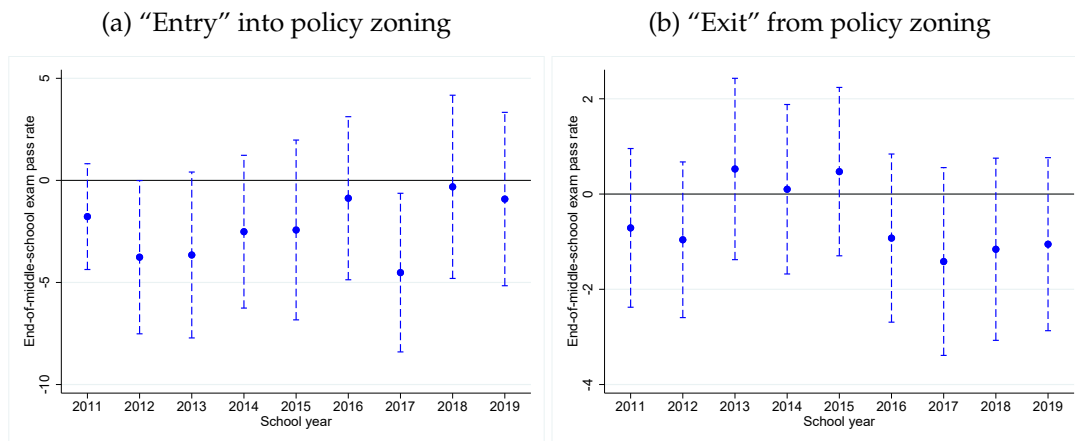 (a) “Entry” into policy zoning
End-of-middle-schoool exam pass rate
5
0
-5
-10
2011 2012 2013 2014 2015 2016 2017 2018 2019
School year
(b) “Exit” from policy zoning
End-of-middle-schoool exam pass rate
2
0
-2
-4
2011 2012 2013 2014 2015 2016 2017 2018 2019
School year